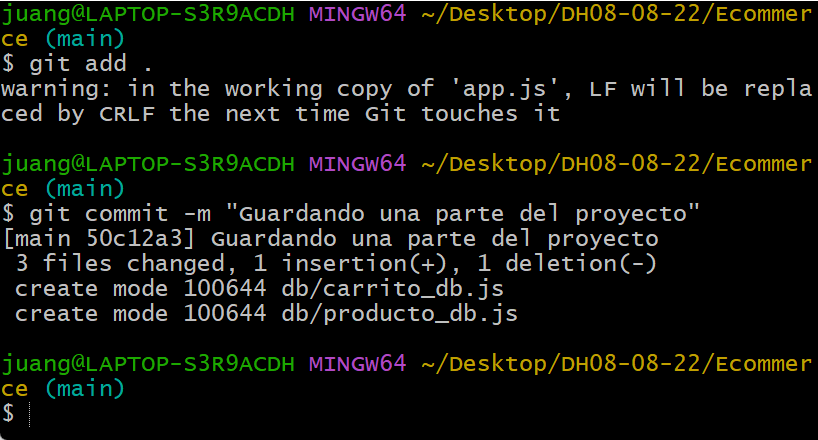 juang@LAPTOP-S3R9ACDH MINGW64 ~/Desktop/DH08-08-22/Ecommer
ce (main)
$ git add .
warning: in the working copy of 'app.js', LF will be repla
ced by CRLF the next time Git touches it
juang@LAPTOP-S3R9ACDH MINGW64 ~/Desktop/DH08-08-22/Ecommer
ce (main)
$ git commit -m "Guardando una parte del proyecto"
[main 50c12a3] Guardando una parte del proyecto
 3 files changed, 1 insertion(+), 1 deletion(-)
 create mode 100644 db/carrito_db.js
 create mode 100644 db/producto_db.js
juang@LAPTOP-S3R9ACDH MINGW64 ~/Desktop/DH08-08-22/Ecommer
ce (main)
$